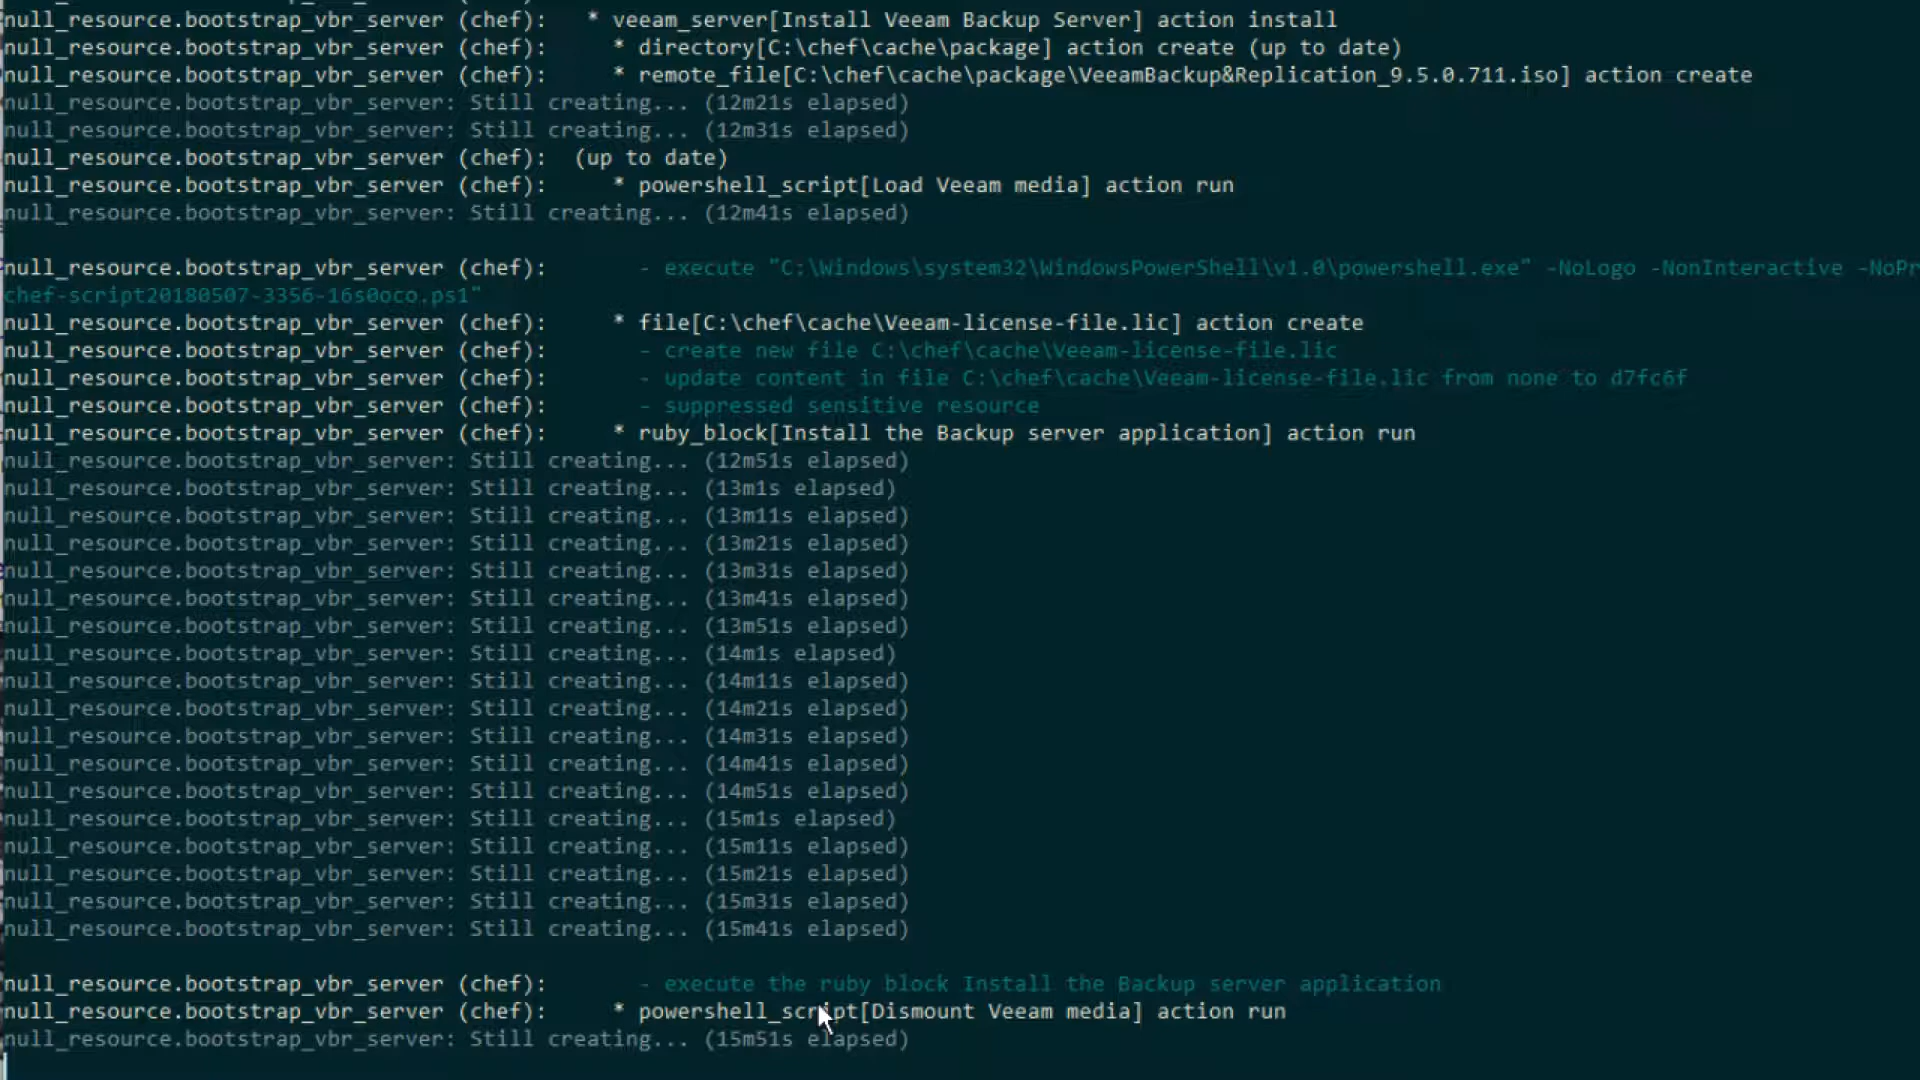 null_resource.bootstrap_vbr_server (chef):   * veeam_server[Install Veeam Backup Server] action install
null_resource.bootstrap_vbr_server (chef):     * directory[C:\chef\cache\package] action create (up to date)
null_resource.bootstrap_vbr_server (chef):     * remote_file[C:\chef\cache\package\VeeamBackup&Replication_9.5.0.711.iso] action create
null_resource.bootstrap_vbr_server: Still creating... (12m21s elapsed)
null_resource.bootstrap_vbr_server: Still creating... (12m31s elapsed)
null_resource.bootstrap_vbr_server (chef):  (up to date)
null_resource.bootstrap_vbr_server (chef):     * powershell_script[Load Veeam media] action run
null_resource.bootstrap_vbr_server: Still creating... (12m41s elapsed)
null_resource.bootstrap_vbr_server (chef):       - execute "C:\Windows\system32\WindowsPowerShell\v1.0\powershell.exe" -NoLogo -NonInteractive -NoPr
chef-script20180507-3356-16s0oco.ps1"
null_resource.bootstrap_vbr_server (chef):     * file[C:\chef\cache\Veeam-license-file.lic] action create
null_resource.bootstrap_vbr_server (chef):       - create new file C:\chef\cache\Veeam-license-file.lic
null_resource.bootstrap_vbr_server (chef):       - update content in file C:\chef\cache\Veeam-license-file.lic from none to d7fc6f
null_resource.bootstrap_vbr_server (chef):       - suppressed sensitive resource
null_resource.bootstrap_vbr_server (chef):     * ruby_block[Install the Backup server application] action run
null_resource.bootstrap_vbr_server: Still creating... (12m51s elapsed)
null_resource.bootstrap_vbr_server: Still creating... (13m1s elapsed)
null_resource.bootstrap_vbr_server: Still creating... (13m11s elapsed)
null_resource.bootstrap_vbr_server: Still creating... (13m21s elapsed)
null_resource.bootstrap_vbr_server: Still creating... (13m31s elapsed)
null_resource.bootstrap_vbr_server: Still creating... (13m41s elapsed)
null_resource.bootstrap_vbr_server: Still creating... (13m51s elapsed)
null_resource.bootstrap_vbr_server: Still creating... (14m1s elapsed)
null_resource.bootstrap_vbr_server: Still creating... (14m11s elapsed)
null_resource.bootstrap_vbr_server: Still creating... (14m21s elapsed)
null_resource.bootstrap_vbr_server: Still creating... (14m31s elapsed)
null_resource.bootstrap_vbr_server: Still creating... (14m41s elapsed)
null_resource.bootstrap_vbr_server: Still creating... (14m51s elapsed)
null_resource.bootstrap_vbr_server: Still creating... (15m1s elapsed)
null_resource.bootstrap_vbr_server: Still creating... (15m11s elapsed)
null_resource.bootstrap_vbr_server: Still creating... (15m21s elapsed)
null_resource.bootstrap_vbr_server: Still creating... (15m31s elapsed)
null_resource.bootstrap_vbr_server: Still creating... (15m41s elapsed)
null_resource.bootstrap_vbr_server (chef):       - execute the ruby block Install the Backup server application
null_resource.bootstrap_vbr_server (chef):     * powershell_script[Dismount Veeam media] action run
null_resource.bootstrap_vbr_server: Still creating... (15m51s elapsed)